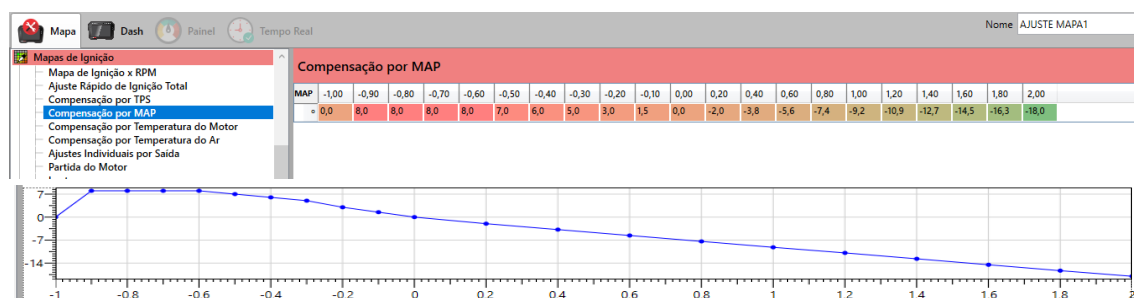 Mapa Dash Painel Tempo Real Nome AJUSTE MAPA1
Mapas de Ignição
Mapa de Ignição x RPM
Ajuste Rápido de Ignição Total
Compensação por TPS
Compensação por MAP
Compensação por Temperatura do Motor
Compensação por Temperatura do Ar
Ajustes Individuais por Saída
Partida do Motor
Compensação por MAP
MAP -1,00 -0,90 -0,80 -0,70 -0,60 -0,50 -0,40 -0,30 -0,20 -0,10 0,00 0,20 0,40 0,60 0,80 1,00 1,20 1,40 1,60 1,80 2,00
° 0,0 8,0 8,0 8,0 8,0 7,0 6,0 5,0 3,0 1,5 0,0 -2,0 -3,8 -5,6 -7,4 -9,2 -10,9 -12,7 -14,5 -16,3 -18,0
7
0
-7
-14
-1 -0.8 -0.6 -0.4 -0.2 0 0.2 0.4 0.6 0.8 1 1.2 1.4 1.6 1.8 2